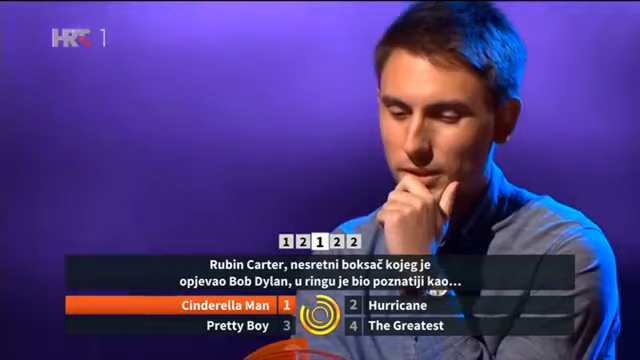 HRT 1
1 2 1 2 2
Rubin Carter, nesretni boksač kojeg je
opjevao Bob Dylan, u ringu je bio poznatiji kao...
Cinderella Man 1
2 Hurricane
Pretty Boy 3
4 The Greatest